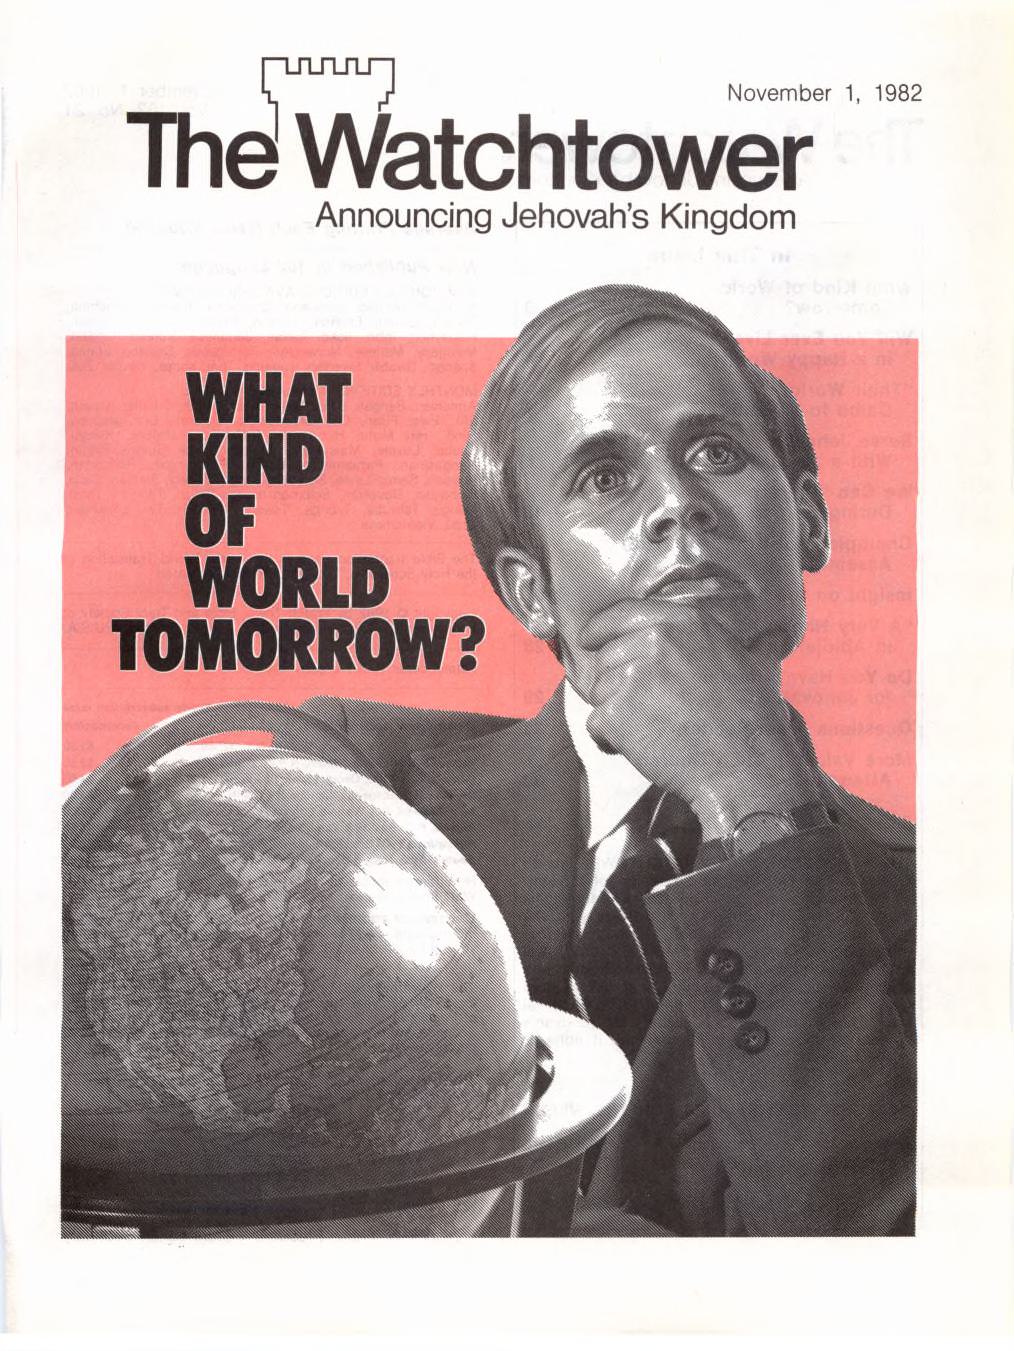 November 1, 1982
The Watchtower
Announcing Jehovah's Kingdom
WHAT
KIND
OF
WORLD
TOMORROW?